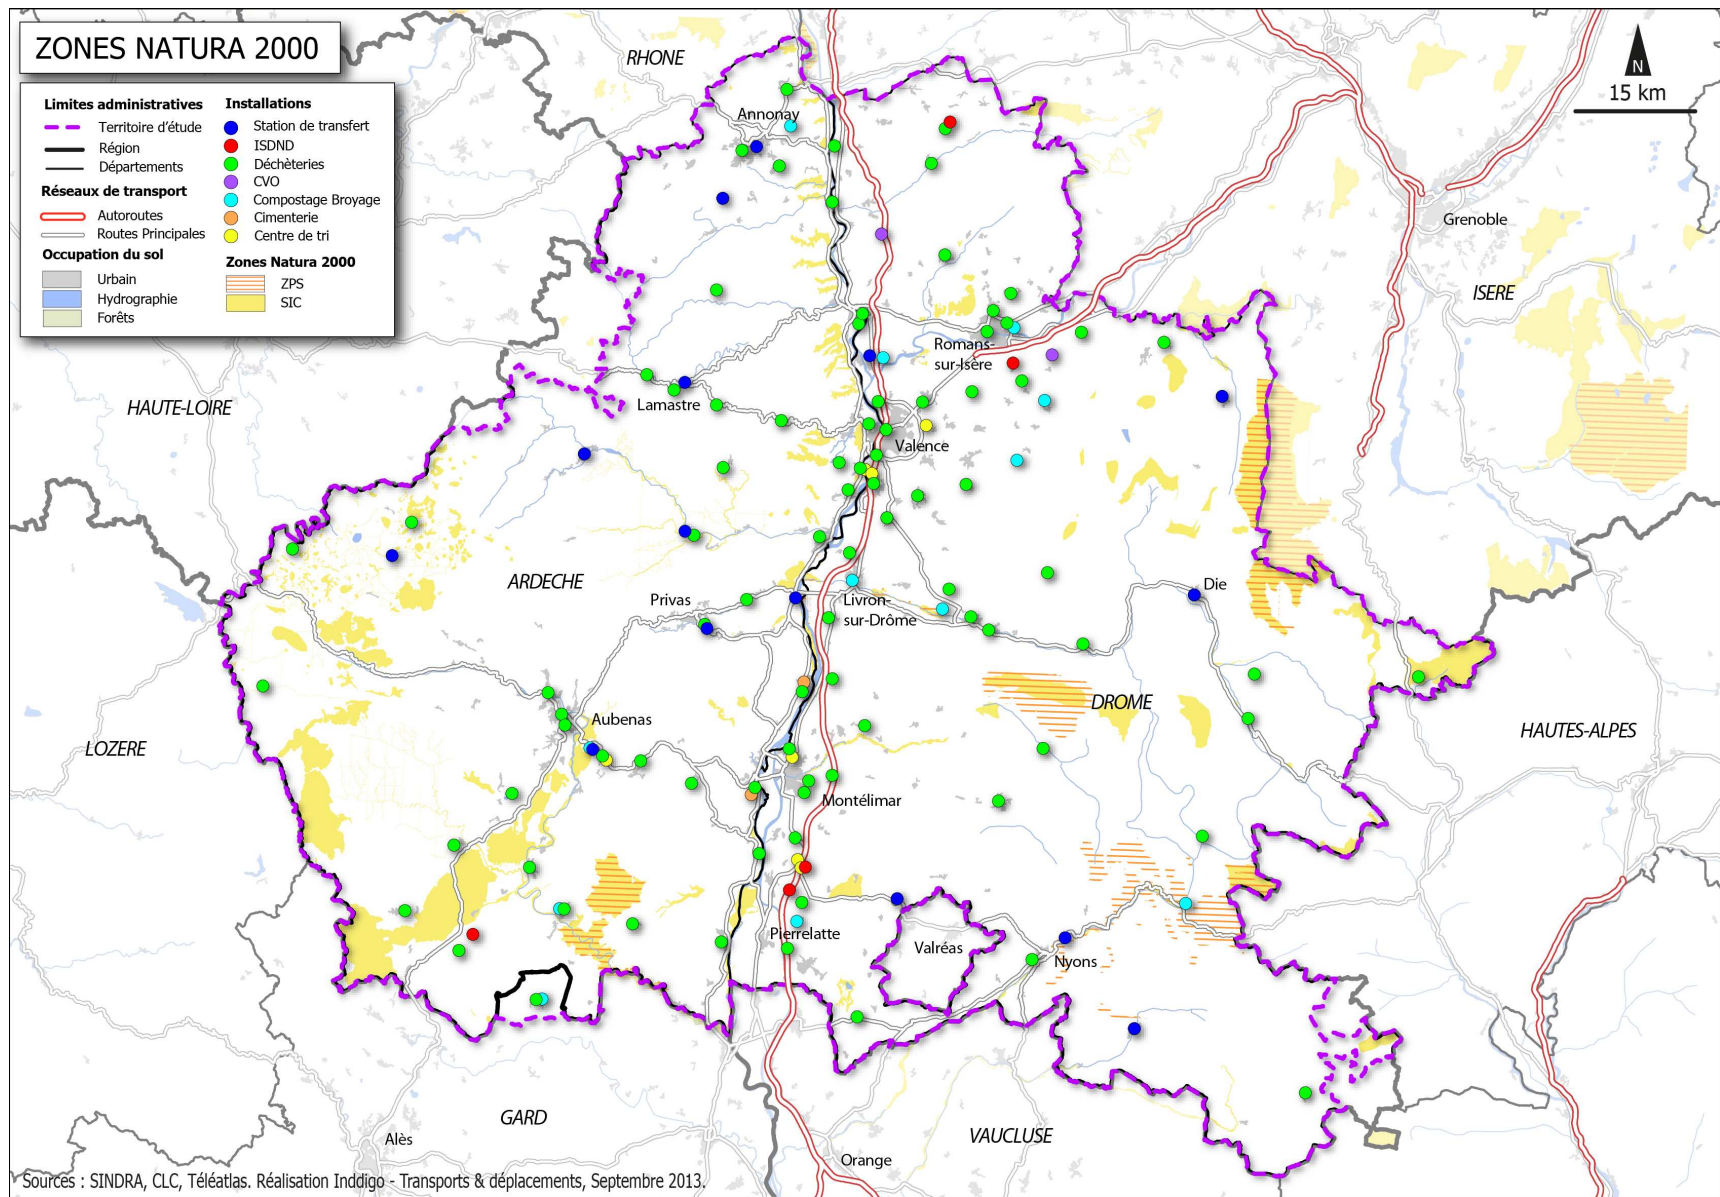 ZONES NATURA 2000
Limites administratives
Territoire d'étude
Région
Départements
Réseaux de transport
Autoroutes
Routes Principales
Occupation du sol
Urbain
Hydrographie
Forêts
Installations
Station de transfert
ISDND
Déchèteries
CVO
Compostage Broyage
Cimenterie
Centre de tri
Zones Natura 2000
ZPS
SIC
N
15 km
RHONE
Annonay
Grenoble
ISERE
Romans-
sur-Isère
HAUTE-LOIRE
Lamastre
Valence
ARDECHE
Privas
Livron-
sur-Drôme
Die
DROME
Aubenas
LOZERE
HAUTES-ALPES
Montélimar
Pierrelatte
Valréas
Nyons
GARD
Alès
VAUCLUSE
Orange
Sources : SINDRA, CLC, Téléatlas. Réalisation Inddigo - Transports & déplacements, Septembre 2013.